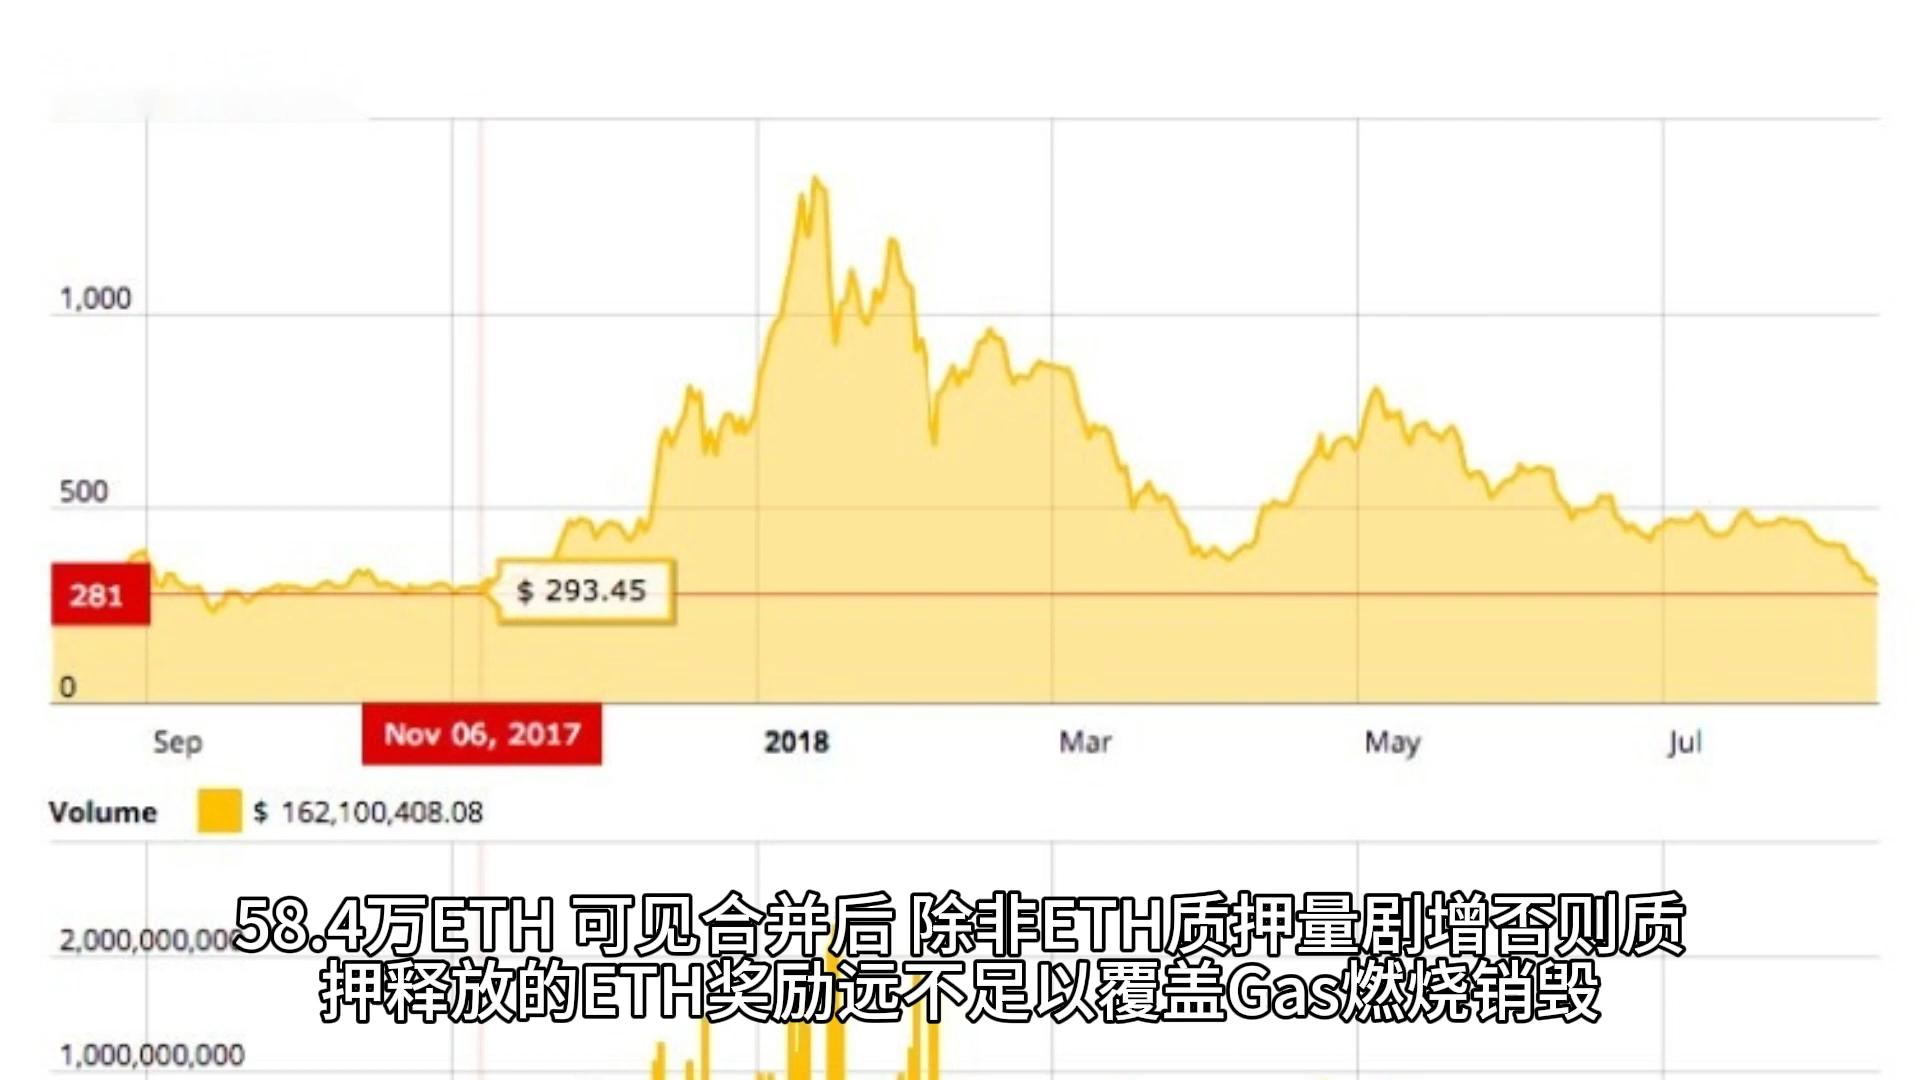 1,000
500
281
$ 293.45
0
Sep
Nov 06, 2017
2018
Mar
May
Jul
Volume $ 162,100,408.08
2,000,000,000
58.4万ETH 可见合并后 除非ETH质押量剧增否则质
押释放的ETH奖励远不足以覆盖Gas燃烧销毁
1,000,000,000